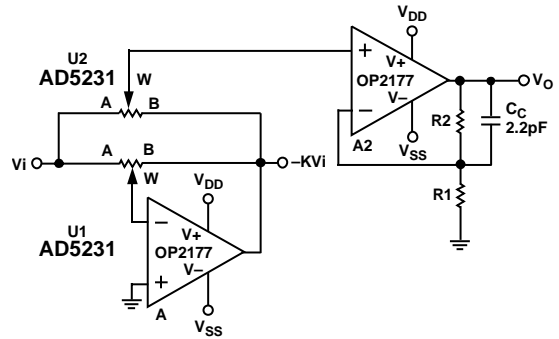 VDD
U2
AD5231
W
+
V+
OP2177
VO
A
B
−
V−
R2
CC
2.2pF
A2
VSS
Vi
A
B
−KVi
W
VDD
R1
U1
AD5231
−
V+
OP2177
V−
+
A
VSS